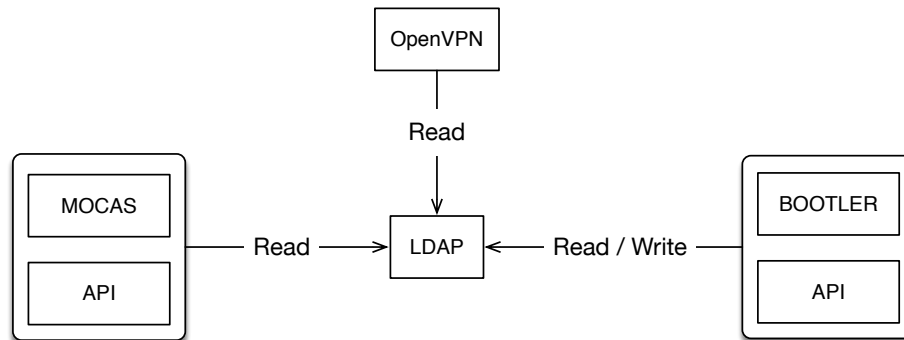 OpenVPN
Read
MOCAS
API
Read
LDAP
Read / Write
BOOTLER
API